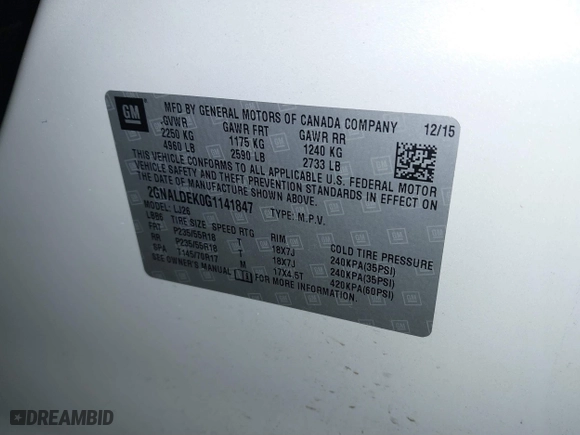 GM
MFD BY GENERAL MOTORS OF CANADA COMPANY 12/15
GVWR GAWR FRT GAWR RR
2250 KG 1175 KG 1240 KG
4960 LB 2590 LB 2733 LB
THIS VEHICLE CONFORMS TO ALL APPLICABLE U.S. FEDERAL MOTOR
VEHICLE SAFETY AND THEFT PREVENTION STANDARDS IN EFFECT ON
THE DATE OF MANUFACTURE SHOWN ABOVE.
2GNALDEK0G1141847 TYPE: M.P.V.
MODEL: LJ26
TIRE SIZE SPEED RTG RIM COLD TIRE PRESSURE
FRT P235/55R18 T 18X7J 240KPA(35PSI)
RR P235/55R18 T 18X7J 240KPA(35PSI)
SPA T145/70R17 M 17X4.5T 420KPA(60PSI)
SEE OWNER'S MANUAL FOR MORE INFORMATION.
DREAMBID